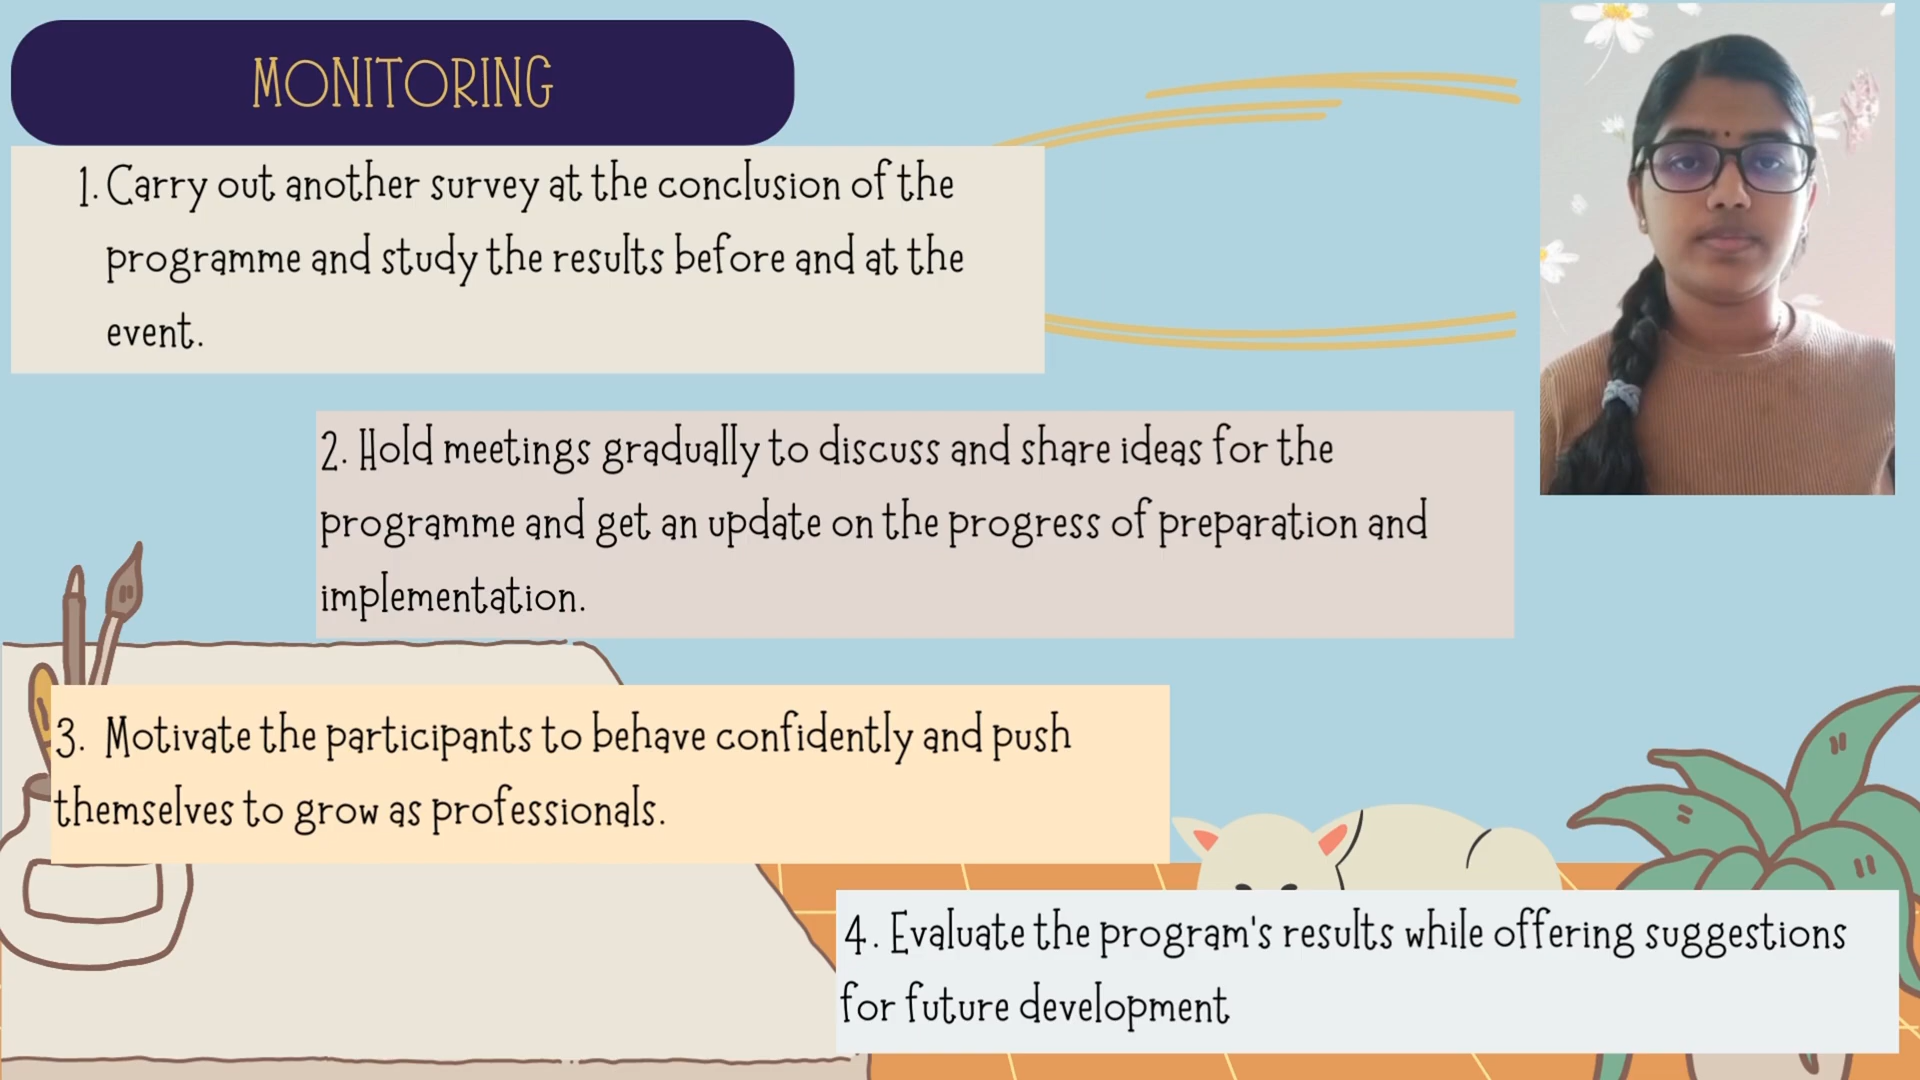 MONITORING
1. Carry out another survey at the conclusion of the
programme and study the results before and at the
event.
2. Hold meetings gradually to discuss and share ideas for the
programme and get an update on the progress of preparation and
implementation.
3. Motivate the participants to behave confidently and push
themselves to grow as professionals.
4. Evaluate the program's results while offering suggestions
for future development